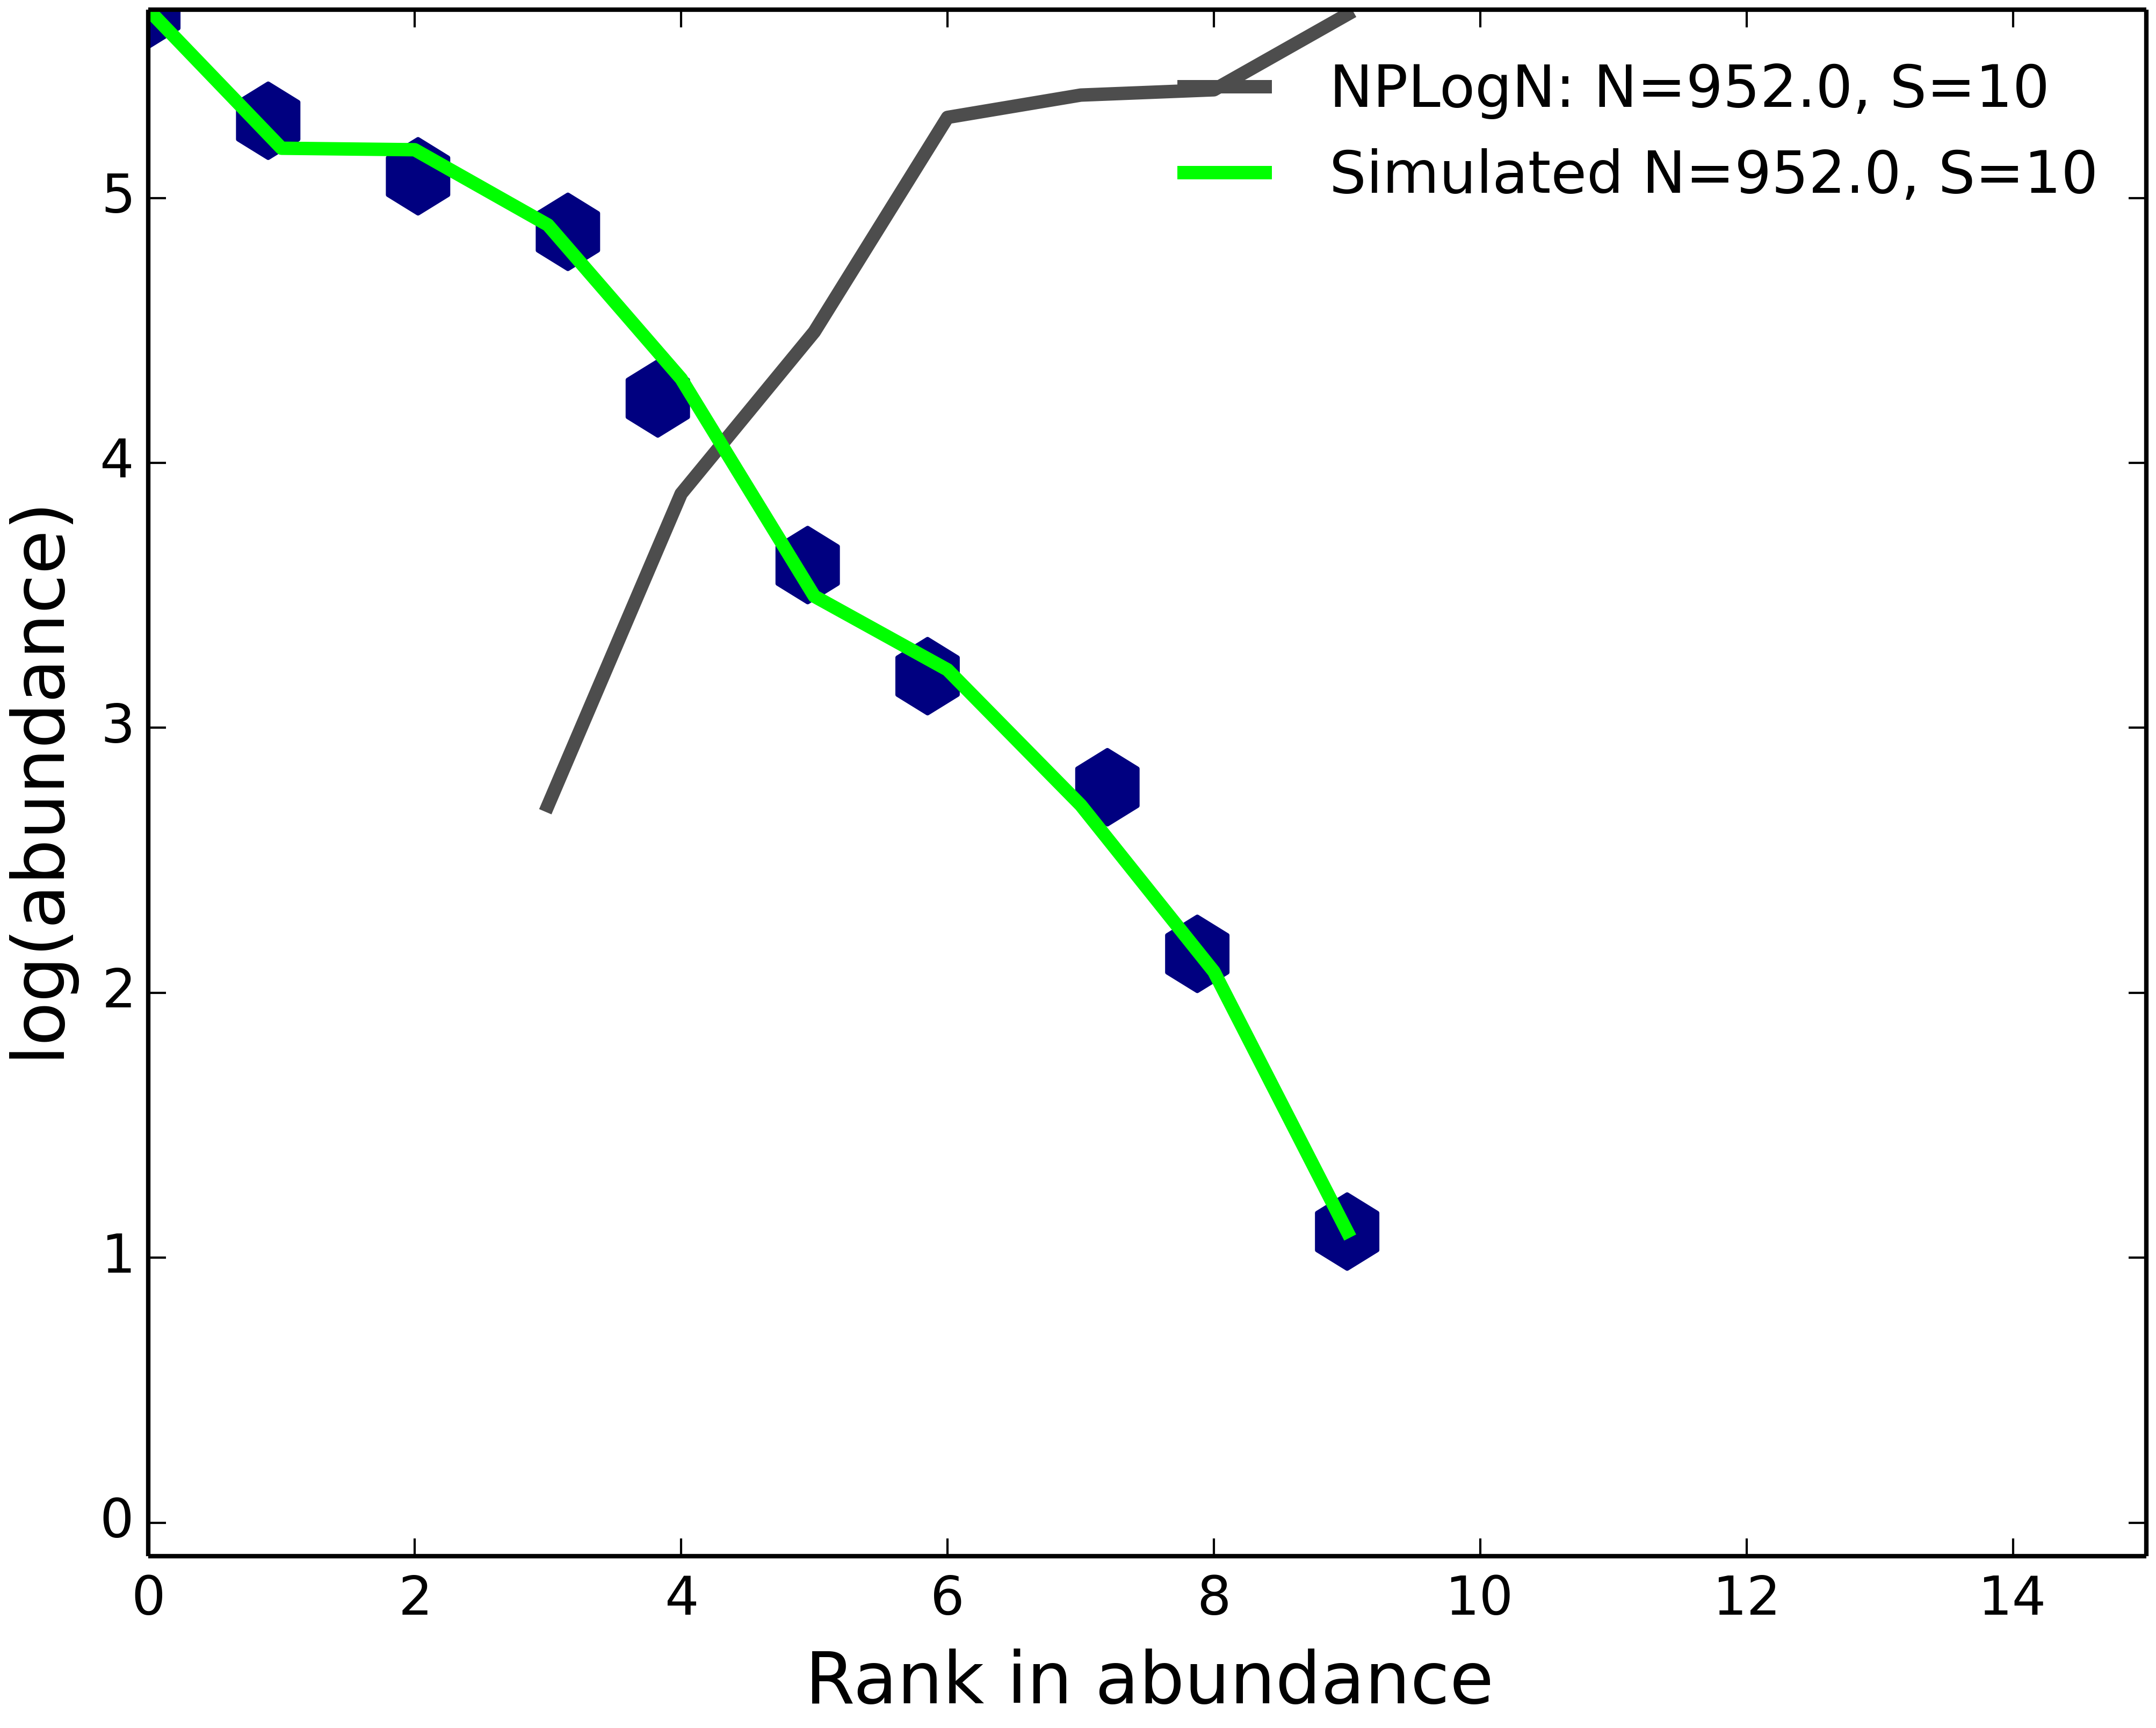 NPLogN: N=952.0, S=10
Simulated N=952.0, S=10
log(abundance)
5
4
3
2
1
0
0 2 4 6 8 10 12 14
Rank in abundance